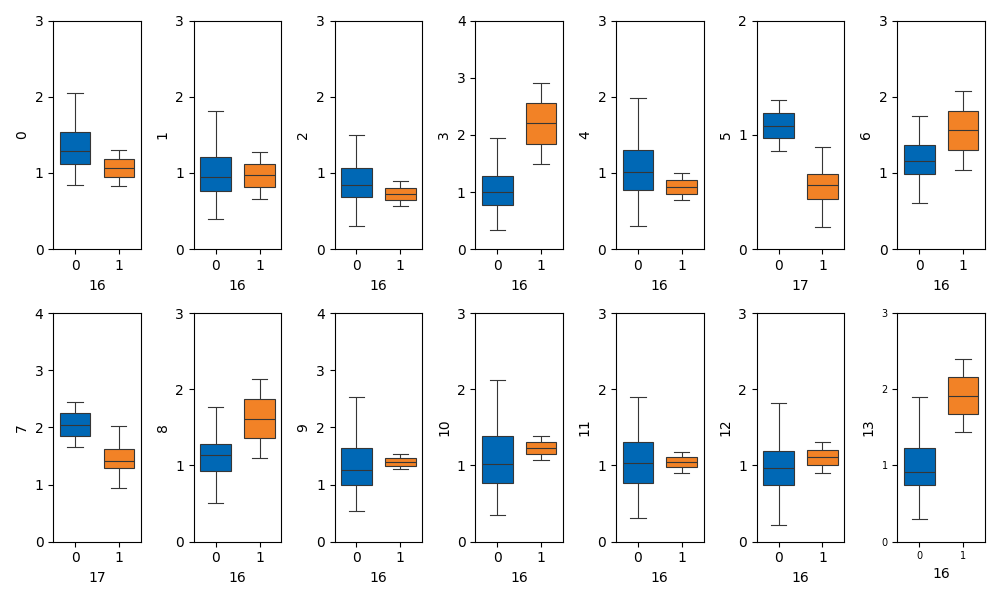 3 3 3 4 3 2 3
2 2 2 3 2 1 2
1 1 1 2 1 0 1
0 0 0 1 0 0
0
0 1 2 3 4 5 6
0 1 0 1 0 1 0 1 0 1 0 1 0 1
16 16 16 16 16 17 16
4 3 4 3 3 3 3
3 2 3 2 2 2 2
2 1 2 1 1 1 1
1 0 1 0 0 0 0
0 0
7 8 9 10 11 12 13
0 1 0 1 0 1 0 1 0 1 0 1 0 1
17 16 16 16 16 16 16